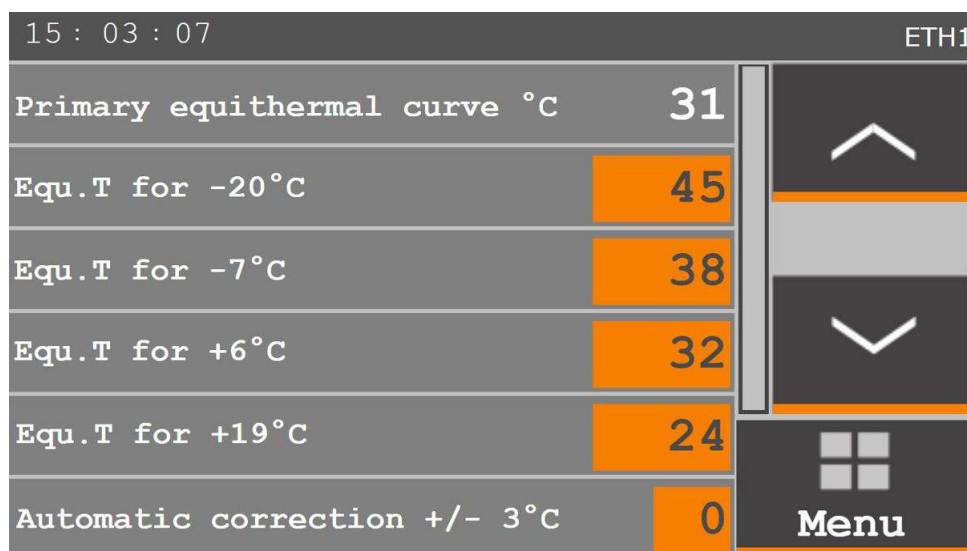 15 : 03 : 07 ETH1
Primary equithermal curve °C 31
Equ.T for -20°C 45
Equ.T for -7°C 38
Equ.T for +6°C 32
Equ.T for +19°C 24
Automatic correction +/- 3°C 0
Menu